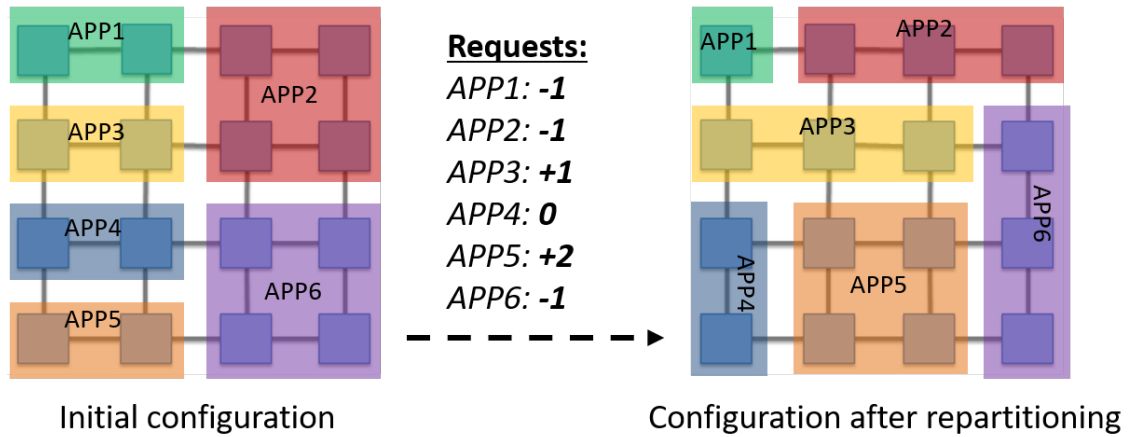 APP1
APP2
APP3
APP4
APP5
APP6
Requests:
APP1: -1
APP2: -1
APP3: +1
APP4: 0
APP5: +2
APP6: -1
APP1
APP2
APP3
APP6
APP4
APP5
Initial configuration
Configuration after repartitioning